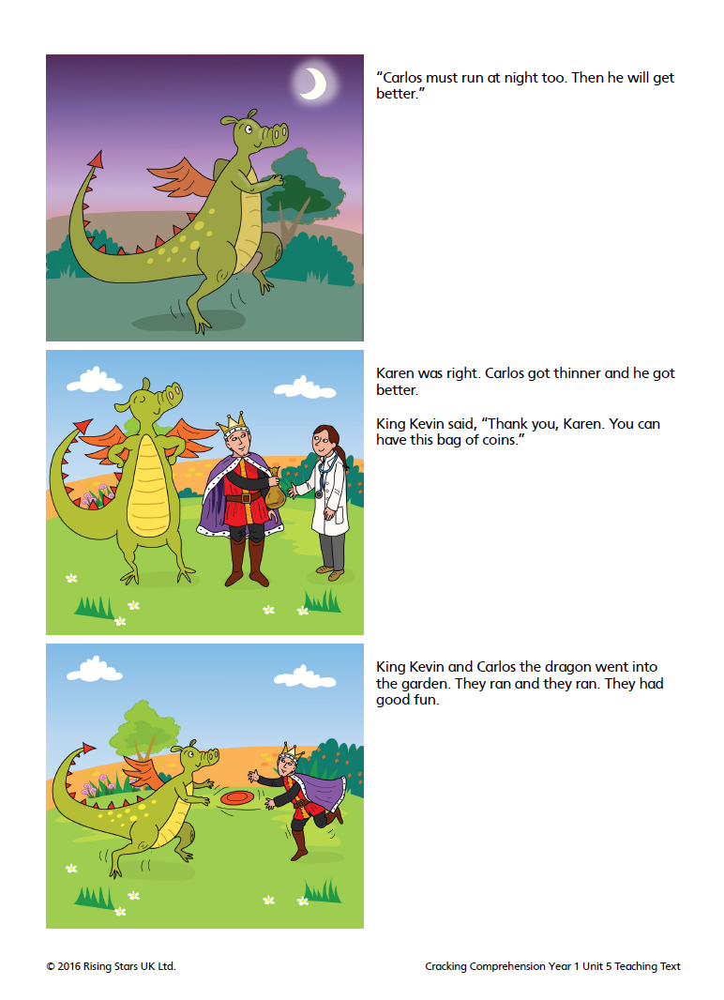 “Carlos must run at night too. Then he will get
better.”
Karen was right. Carlos got thinner and he got
better.
King Kevin said, “Thank you, Karen. You can
have this bag of coins.”
King Kevin and Carlos the dragon went into
the garden. They ran and they ran. They had
good fun.
© 2016 Rising Stars UK Ltd.
Cracking Comprehension Year 1 Unit 5 Teaching Text